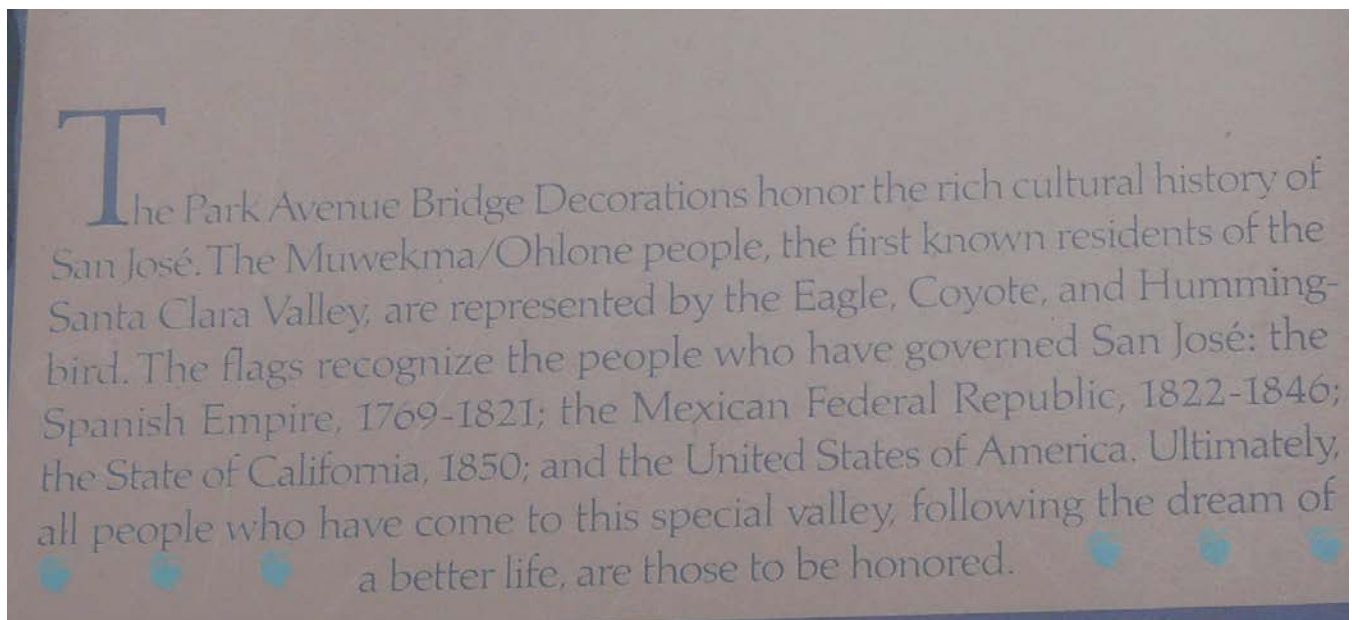 The Park Avenue Bridge Decorations honor the rich cultural history of
San José. The Muwekma/Ohlone people, the first known residents of the
Santa Clara Valley, are represented by the Eagle, Coyote, and Humming-
bird. The flags recognize the people who have governed San José: the
Spanish Empire, 1769-1821; the Mexican Federal Republic, 1822-1846;
the State of California, 1850; and the United States of America. Ultimately,
all people who have come to this special valley, following the dream of
a better life, are those to be honored.